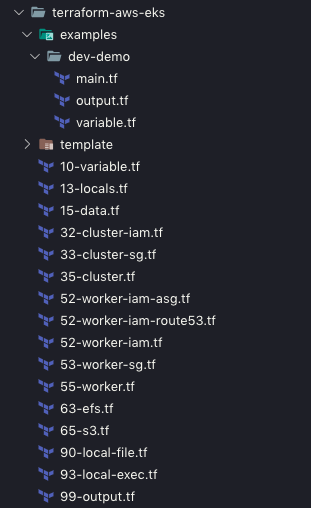 terraform-aws-eks
examples
dev-demo
main.tf
output.tf
variable.tf
template
10-variable.tf
13-locals.tf
15-data.tf
32-cluster-iam.tf
33-cluster-sg.tf
35-cluster.tf
52-worker-iam-asg.tf
52-worker-iam-route53.tf
52-worker-iam.tf
53-worker-sg.tf
55-worker.tf
63-efs.tf
65-s3.tf
90-local-file.tf
93-local-exec.tf
99-output.tf